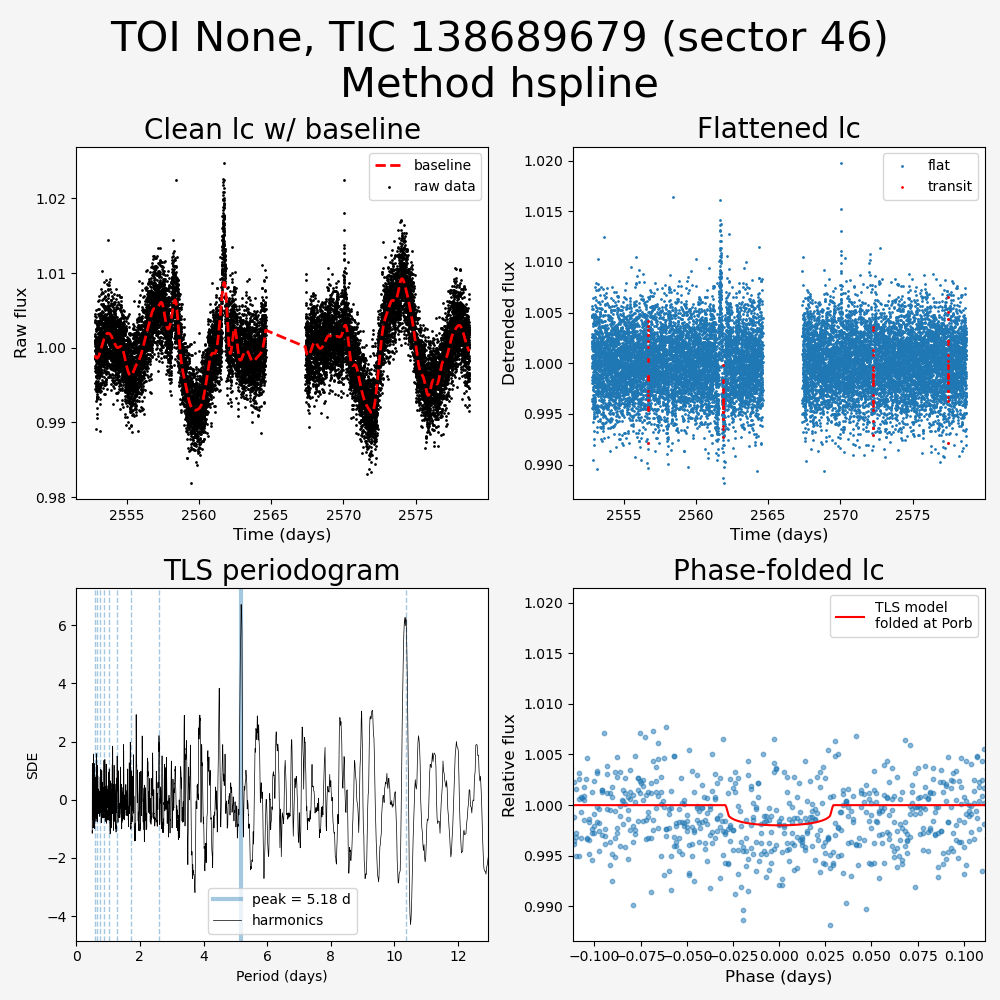 TOI None, TIC 138689679 (sector 46)
Method hspline
Clean lc w/ baseline
baseline
raw data
Raw flux
1.02
1.01
1.00
0.99
0.98
2555
2560
2565
2570
2575
Time (days)
Flattened lc
flat
transit
Detrended flux
1.020
1.015
1.010
1.005
1.000
0.995
0.990
2555
2560
2565
2570
2575
Time (days)
TLS periodogram
SDE
6
4
2
0
−2
−4
peak = 5.18 d
harmonics
0
2
4
6
8
10
12
Period (days)
Phase-folded lc
TLS model
folded at Porb
Relative flux
1.020
1.015
1.010
1.005
1.000
0.995
0.990
−0.100
−0.075
−0.050
−0.025
0.000
0.025
0.050
0.075
0.100
Phase (days)